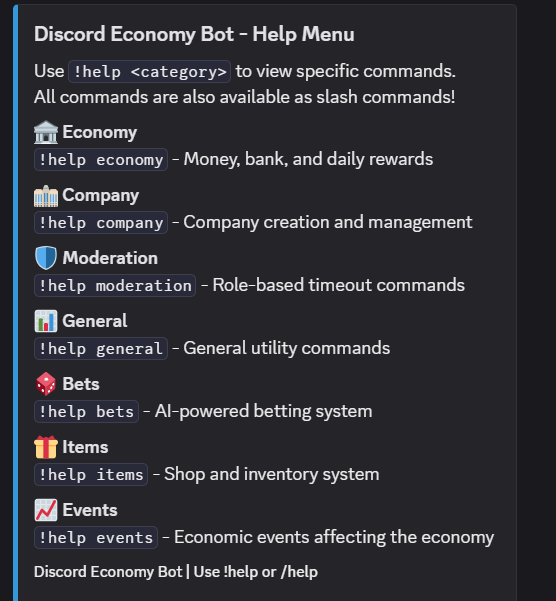 Discord Economy Bot - Help Menu
Use !help <category> to view specific commands.
All commands are also available as slash commands!
Economy
!help economy - Money, bank, and daily rewards
Company
!help company - Company creation and management
Moderation
!help moderation - Role-based timeout commands
General
!help general - General utility commands
Bets
!help bets - AI-powered betting system
Items
!help items - Shop and inventory system
Events
!help events - Economic events affecting the economy
Discord Economy Bot | Use !help or /help